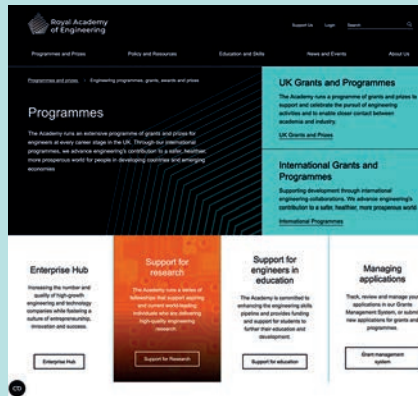 Royal Academy
of Engineering
Support Us
Login
Search
Programmes and Prizes
Policy and Resources
Education and Skills
News and Events
About Us
Programmes and prizes
Engineering programmes, grants, awards and prizes
Programmes
The Academy runs an extensive programme of grants and prizes for
engineers at every career stage in the UK. Through our international
programmes, we advance engineering's contribution to a safer, healthier,
more prosperous world for people in developing countries and emerging
economies
UK Grants and Programmes
The Academy runs a programme of grants and prizes to
support and celebrate the pursuit of engineering
activities and to enable closer contact between
academia and industry.
UK Grants and Prizes
International Grants and
Programmes
Supporting development through international
engineering collaborations. We advance engineering's
contribution to a safer, healthier, more prosperous world.
International Programmes
Enterprise Hub
Increasing the number and
quality of high-growth
engineering and technology
companies while fostering a
culture of entrepreneurship,
innovation and success.
Enterprise Hub
Support for
research
The Academy runs a series of
fellowships that support aspiring
and current world-leading
individuals who are delivering
high-quality engineering
research.
Support for Research
Support for
engineers in
education
The Academy is committed to
enhancing the engineering skills
pipeline and provides funding
and support for students to
further their education and
development.
Support for education
Managing
applications
Track, review and manage your
applications in our Grants
Management System, or submit
new applications for grants and
programmes.
Grant management
system